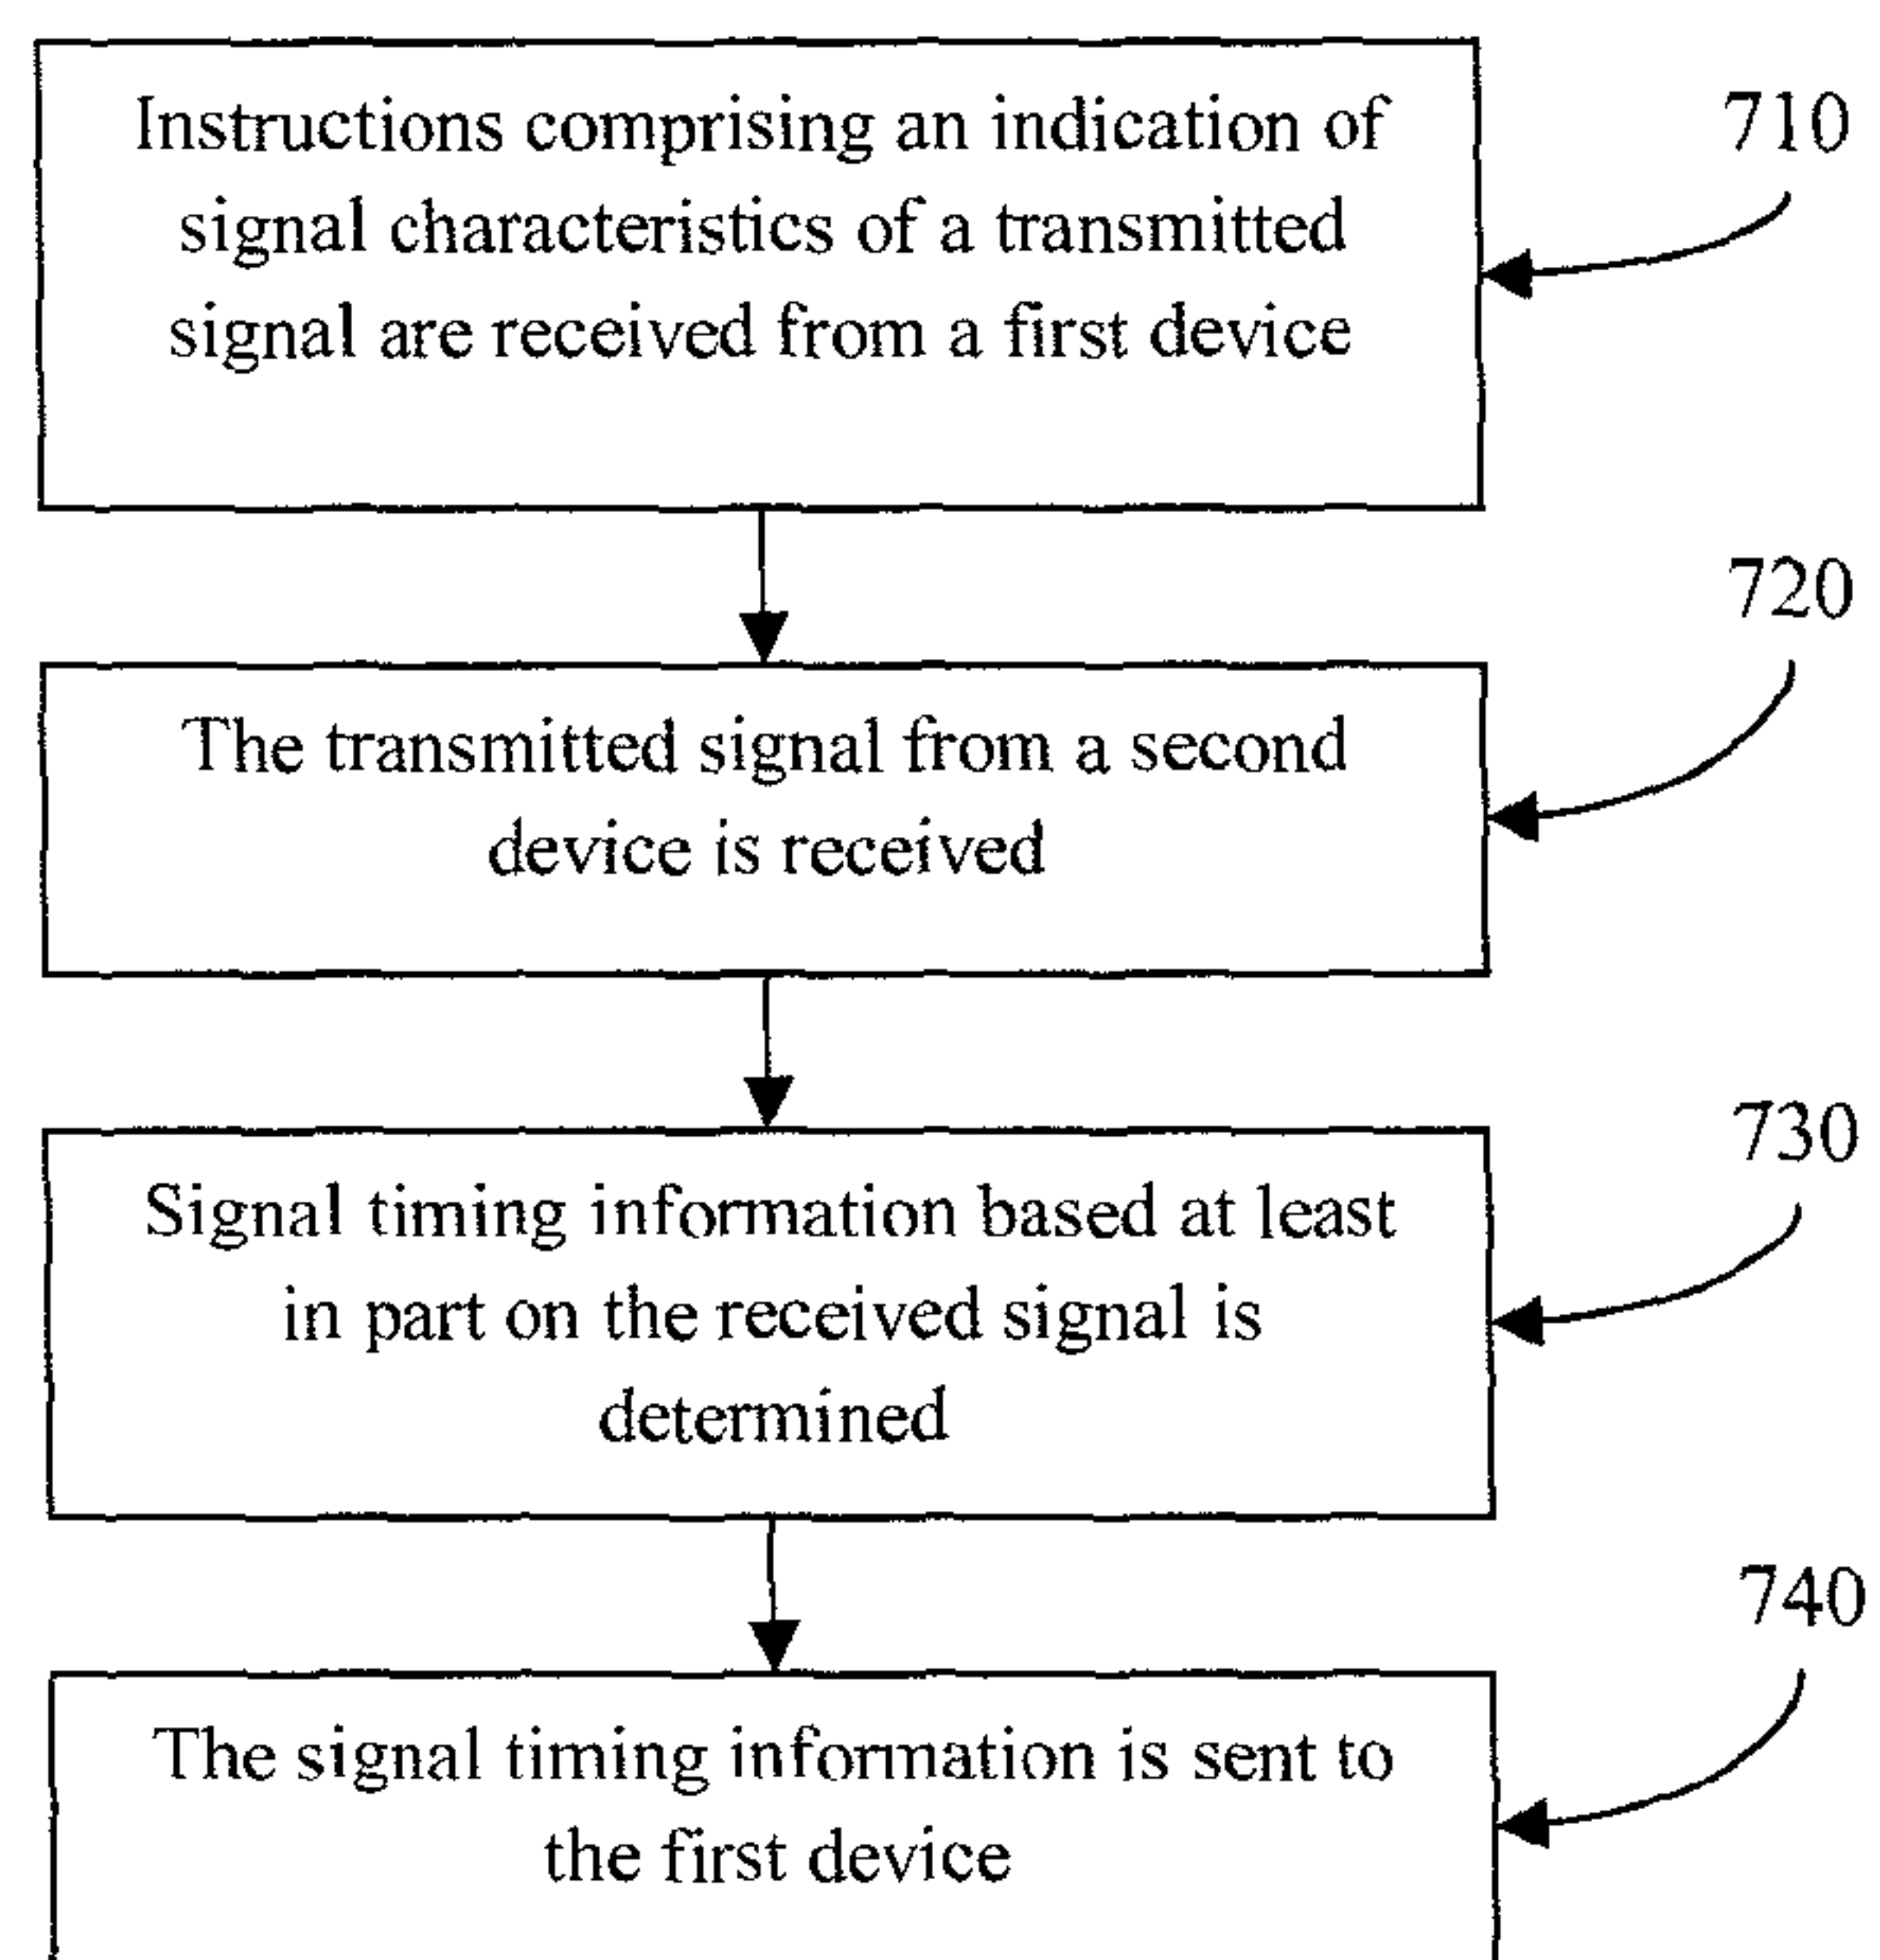 Instructions comprising an indication of
signal characteristics of a transmitted
signal are received from a first device
710
The transmitted signal from a second
device is received
720
Signal timing information based at least
in part on the received signal is
determined
730
The signal timing information is sent to
the first device
740